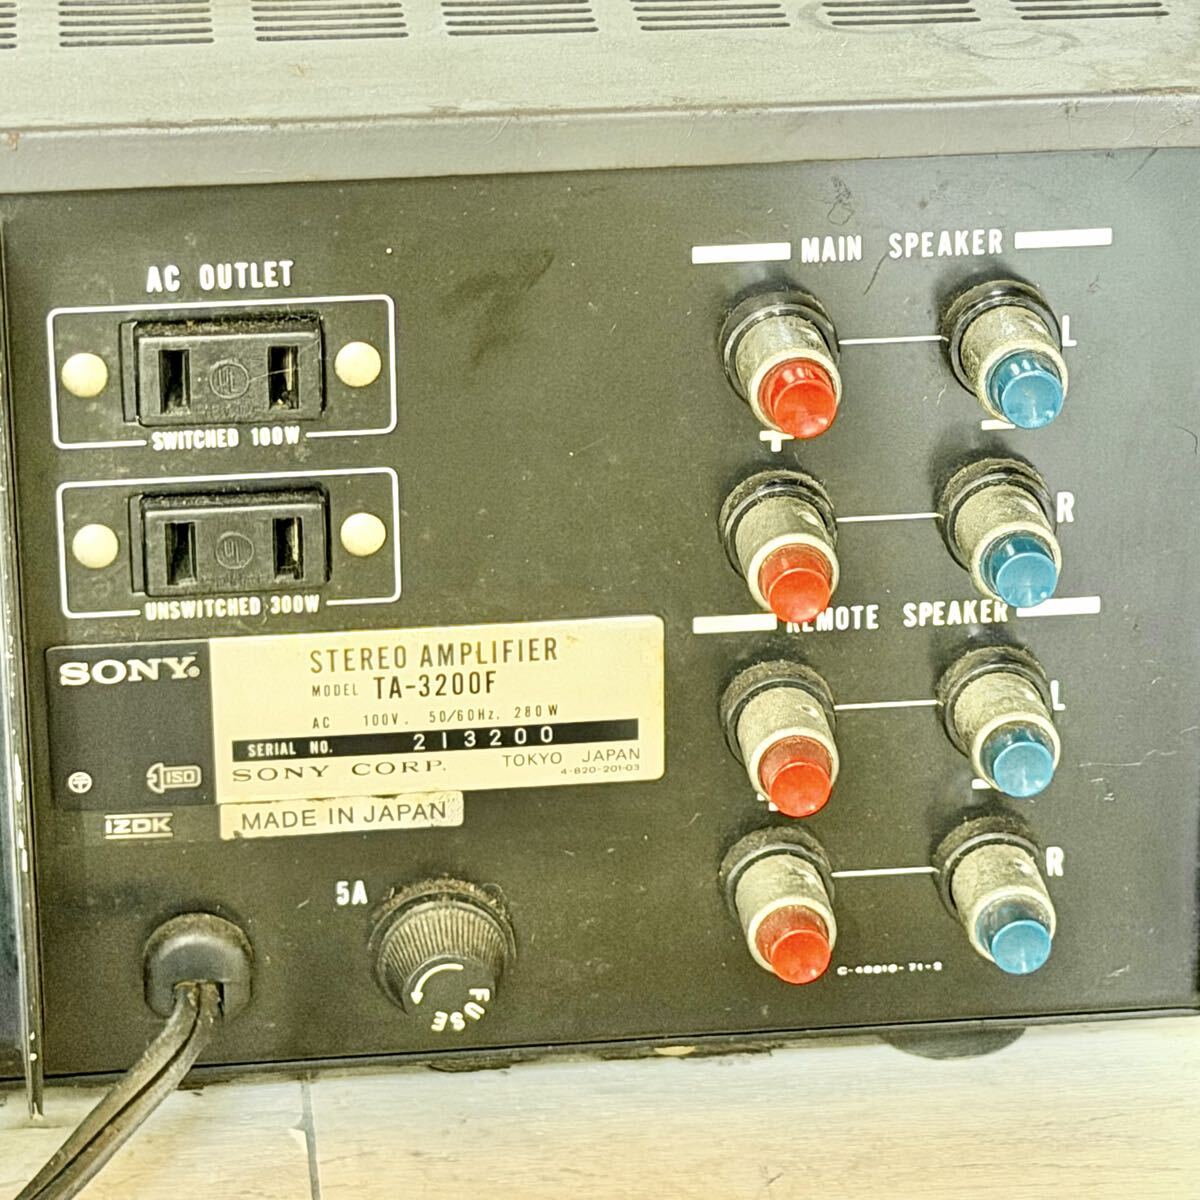 MAIN SPEAKER
AC OUTLET
L
SWITCHED 100W
+ −
R
UNSWITCHED 300W
REMOTE SPEAKER
SONY®
STEREO AMPLIFIER
MODEL TA-3200F
AC 100V. 50/60Hz. 280W
SERIAL NO. 213200
SONY CORP. TOKYO JAPAN
4-820-201-03
ISO
L
MADE IN JAPAN
IZDK
R
5A
FUSE